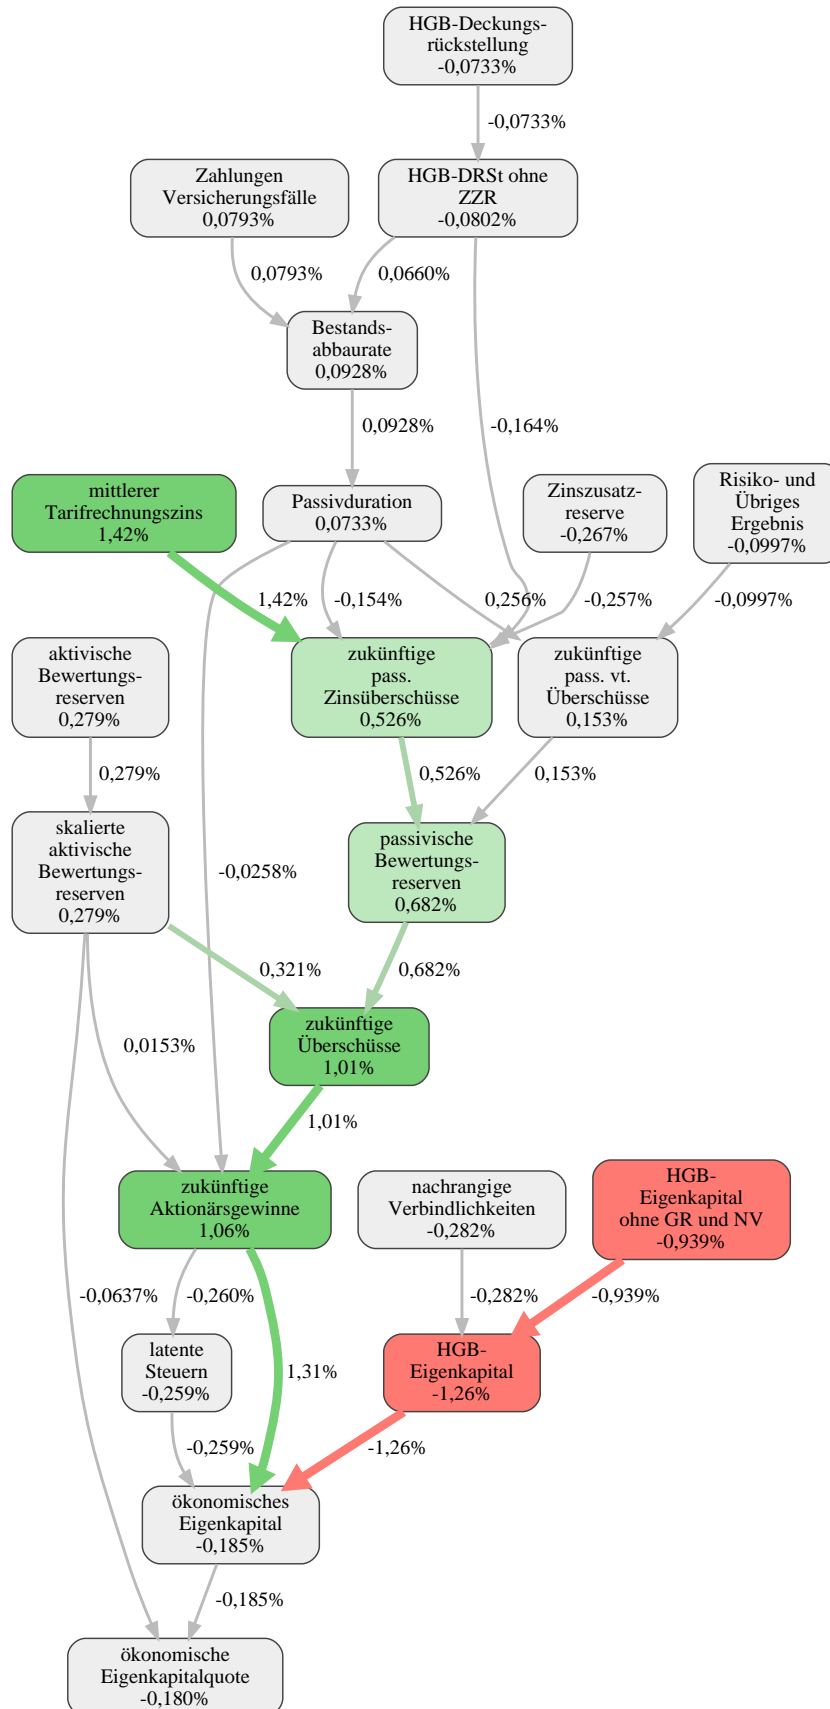 HGB-Deckungs-
rückstellung
-0,0733%
-0,0733%
Zahlungen
Versicherungsfälle
0,0793%
HGB-DRSt ohne
ZZR
-0,0802%
0,0793%
0,0660%
Bestands-
abbaurate
0,0928%
0,0928%
-0,164%
mittlerer
Tarifrechnungszins
1,42%
Passivduration
0,0733%
Zinszusatz-
reserve
-0,267%
Risiko- und
Übriges
Ergebnis
-0,0997%
1,42%
-0,154%
0,256%
-0,257%
-0,0997%
aktivische
Bewertungs-
reserven
0,279%
zukünftige
pass.
Zinsüberschüsse
0,526%
zukünftige
pass. vt.
Überschüsse
0,153%
0,279%
0,526%
0,153%
skalierte
aktivische
Bewertungs-
reserven
0,279%
-0,0258%
passivische
Bewertungs-
reserven
0,682%
0,321%
0,682%
0,0153%
zukünftige
Überschüsse
1,01%
1,01%
zukünftige
Aktionärsgewinne
1,06%
nachrangige
Verbindlichkeiten
-0,282%
HGB-
Eigenkapital
ohne GR und NV
-0,939%
-0,0637%
-0,260%
-0,282%
-0,939%
latente
Steuern
-0,259%
1,31%
HGB-
Eigenkapital
-1,26%
-0,259%
-1,26%
ökonomisches
Eigenkapital
-0,185%
-0,185%
ökonomische
Eigenkapitalquote
-0,180%